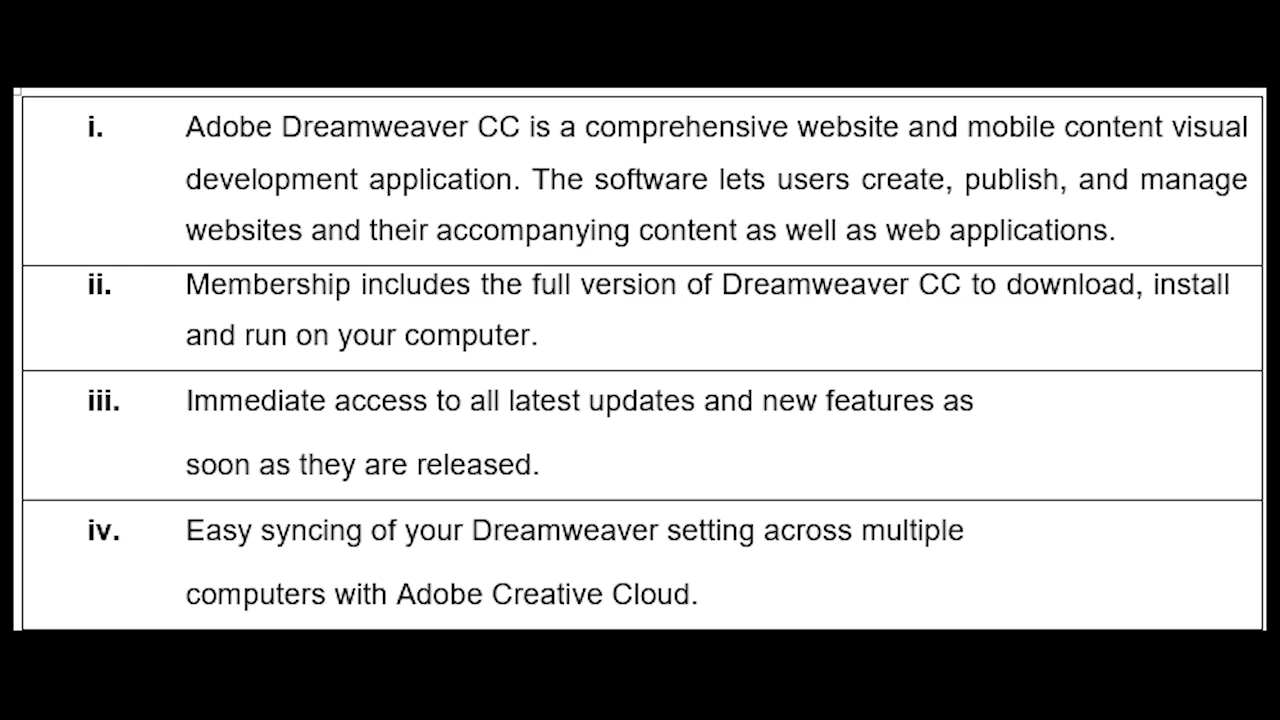 i. Adobe Dreamweaver CC is a comprehensive website and mobile content visual
development application. The software lets users create, publish, and manage
websites and their accompanying content as well as web applications.
ii. Membership includes the full version of Dreamweaver CC to download, install
and run on your computer.
iii. Immediate access to all latest updates and new features as
soon as they are released.
iv. Easy syncing of your Dreamweaver setting across multiple
computers with Adobe Creative Cloud.